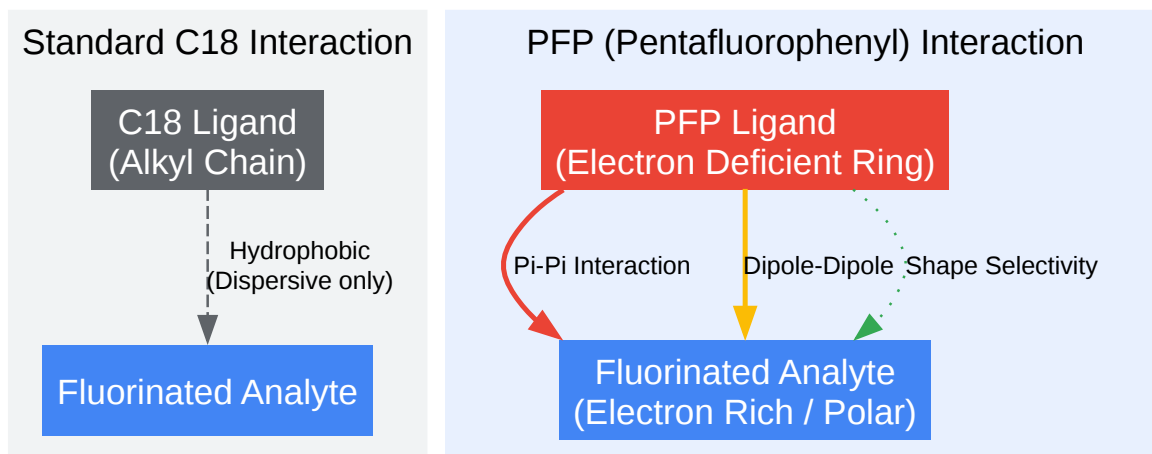 Standard C18 Interaction
C18 Ligand
(Alkyl Chain)
Hydrophobic
(Dispersive only)
Fluorinated Analyte
PFP (Pentafluorophenyl) Interaction
PFP Ligand
(Electron Deficient Ring)
Pi-Pi Interaction
Dipole-Dipole
Shape Selectivity
Fluorinated Analyte
(Electron Rich / Polar)